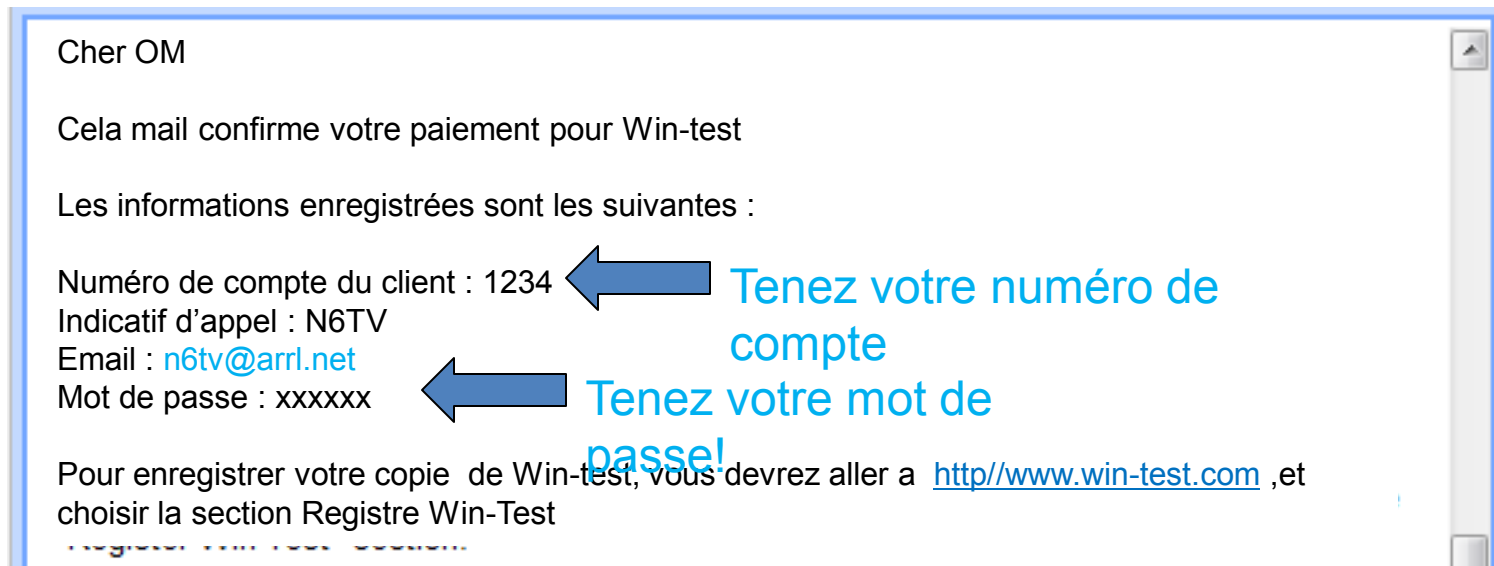 Cher OM
Cela mail confirme votre paiement pour Win-test
Les informations enregistrées sont les suivantes :
Numéro de compte du client : 1234
Tenez votre numéro de
compte
Indicatif d’appel : N6TV
Email : n6tv@arrl.net
Mot de passe : xxxxxx
Tenez votre mot de
passe!
Pour enregistrer votre copie de Win-test, vous devrez aller a http//www.win-test.com ,et
choisir la section Registre Win-Test